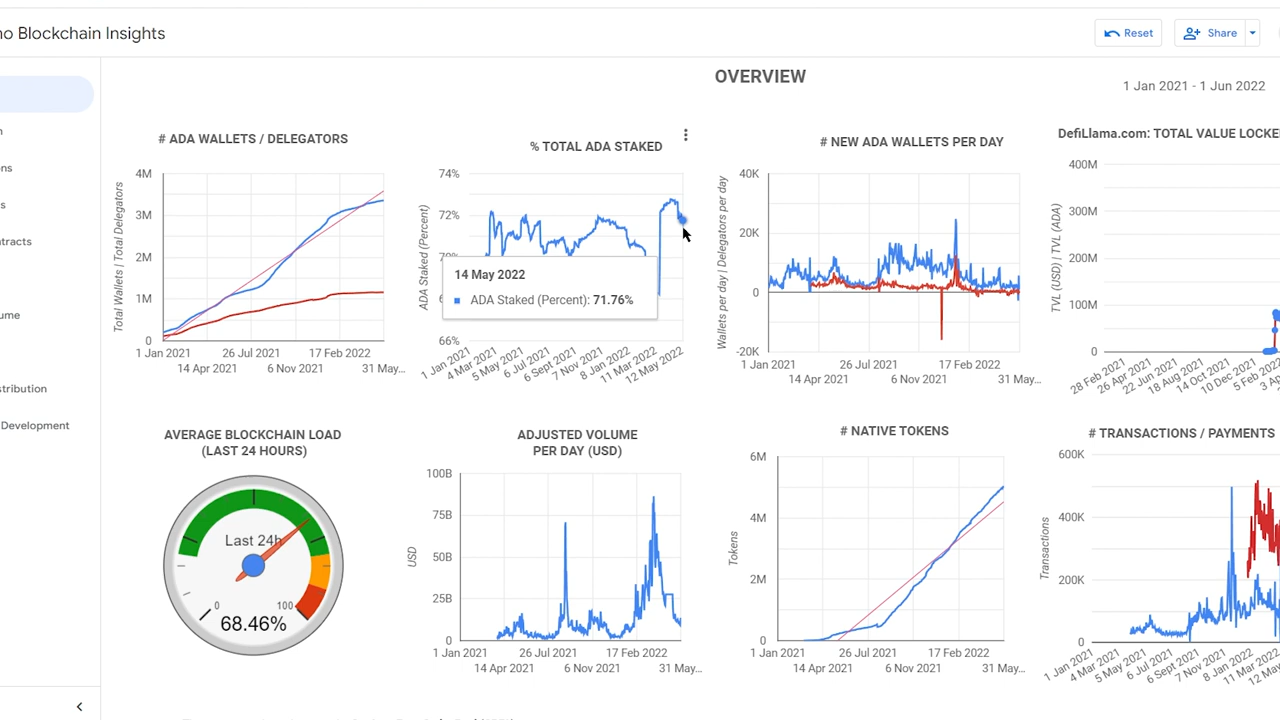 no Blockchain Insights
Reset
Share
OVERVIEW
1 Jan 2021 - 1 Jun 2022
# ADA WALLETS / DELEGATORS
Total Wallets | Total Delegators
4M
3M
2M
1M
0
1 Jan 2021
26 Jul 2021
17 Feb 2022
14 Apr 2021
6 Nov 2021
31 May...
% TOTAL ADA STAKED
ADA Staked (Percent)
74%
72%
70%
66%
14 May 2022
ADA Staked (Percent): 71.76%
1 Jan 2021
4 Mar 2021
5 May 2021
6 Jul 2021
6 Sept 2021
7 Nov 2021
8 Jan 2022
11 Mar 2022
12 May 2022
# NEW ADA WALLETS PER DAY
Wallets per day | Delegators per day
40K
20K
0
-20K
1 Jan 2021
26 Jul 2021
17 Feb 2022
14 Apr 2021
6 Nov 2021
31 May...
DefiLlama.com: TOTAL VALUE LOCKE
TVL (USD) | TVL (ADA)
400M
300M
200M
100M
0
28 Feb 2021
26 Apr 2021
22 Jun 2021
18 Aug 2021
14 Oct 2021
10 Dec 2021
5 Feb 2022
3 Ap
ns
s
ontracts
ume
stribution
Development
AVERAGE BLOCKCHAIN LOAD
(LAST 24 HOURS)
Last 24h
0
100
68.46%
ADJUSTED VOLUME
PER DAY (USD)
USD
100B
75B
50B
25B
0
1 Jan 2021
26 Jul 2021
17 Feb 2022
14 Apr 2021
6 Nov 2021
31 May...
# NATIVE TOKENS
Tokens
6M
4M
2M
0
1 Jan 2021
26 Jul 2021
17 Feb 2022
14 Apr 2021
6 Nov 2021
31 May...
# TRANSACTIONS / PAYMENTS
Transactions
600K
400K
200K
0
1 Jan 2021
4 Mar 2021
5 May 2021
6 Jul 2021
6 Sept 2021
7 Nov 2021
8 Jan 2022
11 Mar 2022
12 May